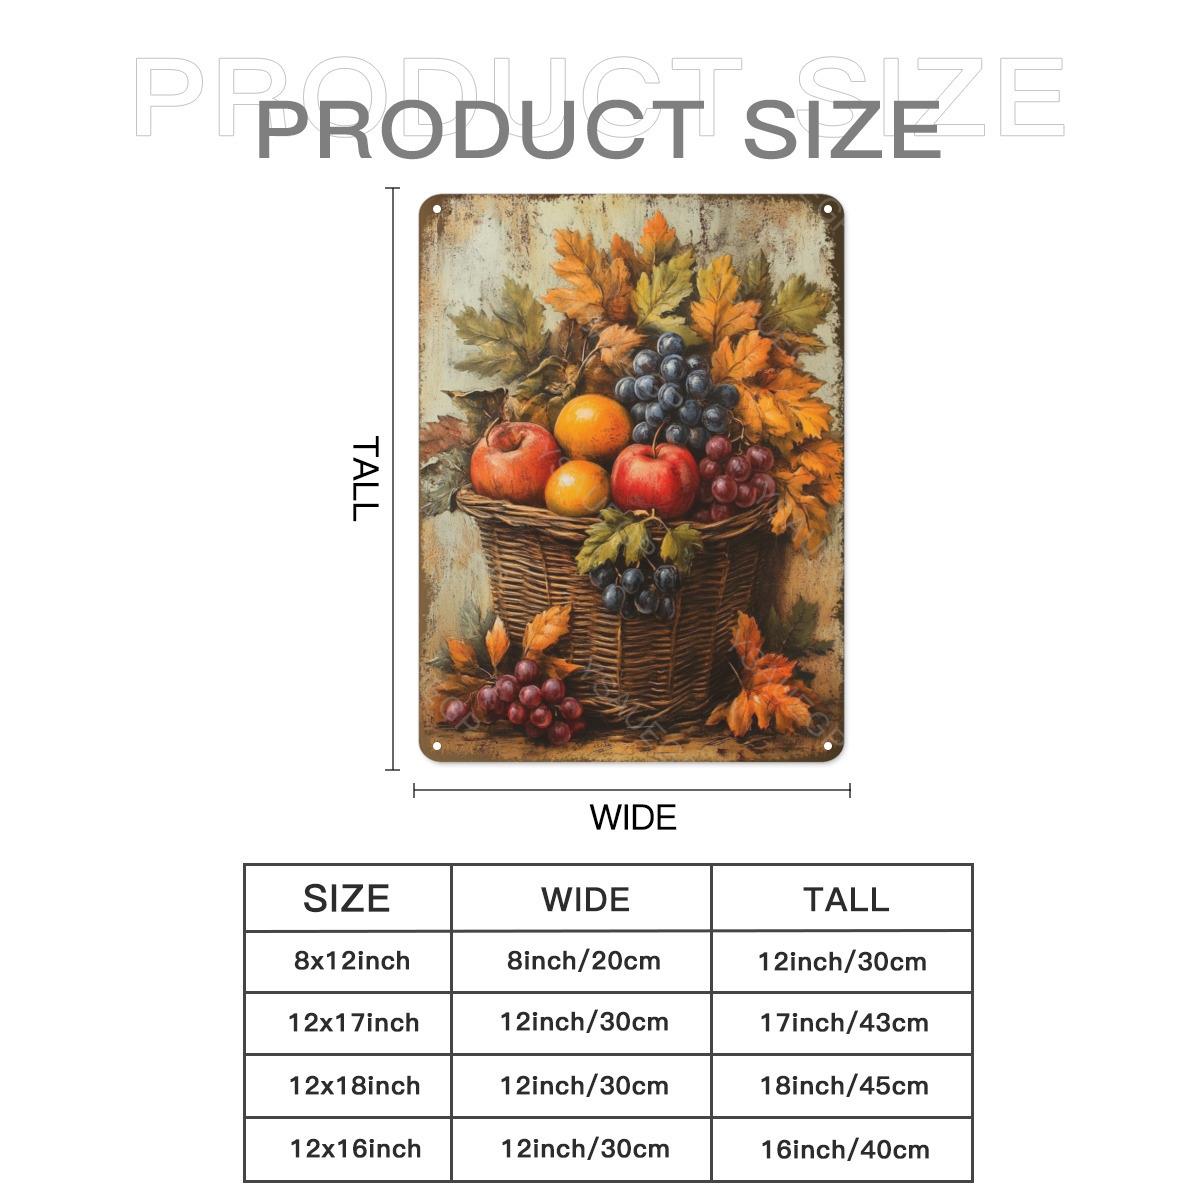 PRODUCT SIZE
PRODUCT SIZE
TALL
WIDE
SIZE WIDE TALL
8x12inch 8inch/20cm 12inch/30cm
12x17inch 12inch/30cm 17inch/43cm
12x18inch 12inch/30cm 18inch/45cm
12x16inch 12inch/30cm 16inch/40cm